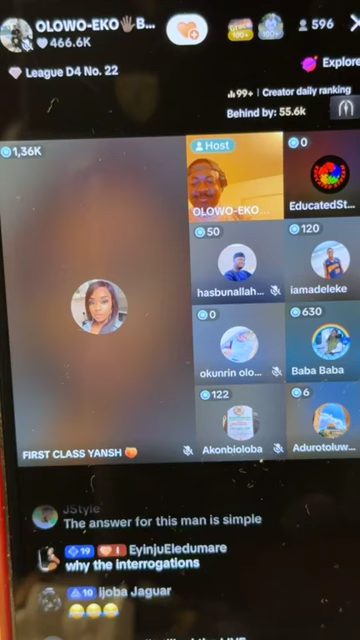 OLOWO-EKO🖐🏿B...
466.6K
100+
100+
596
League D4 No. 22
Explore
99+ | Creator daily ranking
Behind by: 55.6k
1,36K
Host
OLOWO-EKO...
0
EducatedSt...
50
hasbunallah...
120
iamadeleke
0
okunrin olo...
630
Baba Baba
FIRST CLASS YANSH 🍑
122
Akonbioloba
6
Adurotoluw...
JStyle
The answer for this man is simple
19 EyinjuEledumare
why the interrogations
10 ijoba Jaguar
😂😂😂